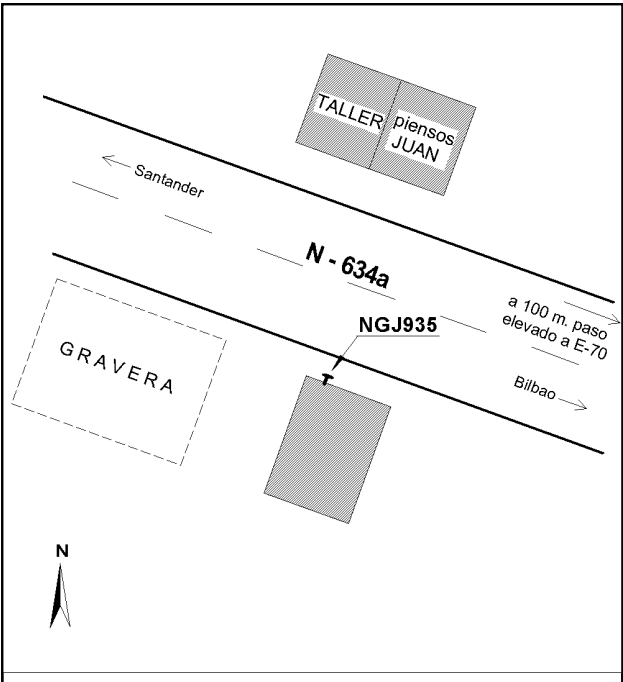 TALLER
piensos
JUAN
Santander
N - 634a
a 100 m. paso
elevado a E-70
NGJ935
GRAVERA
Bilbao
N